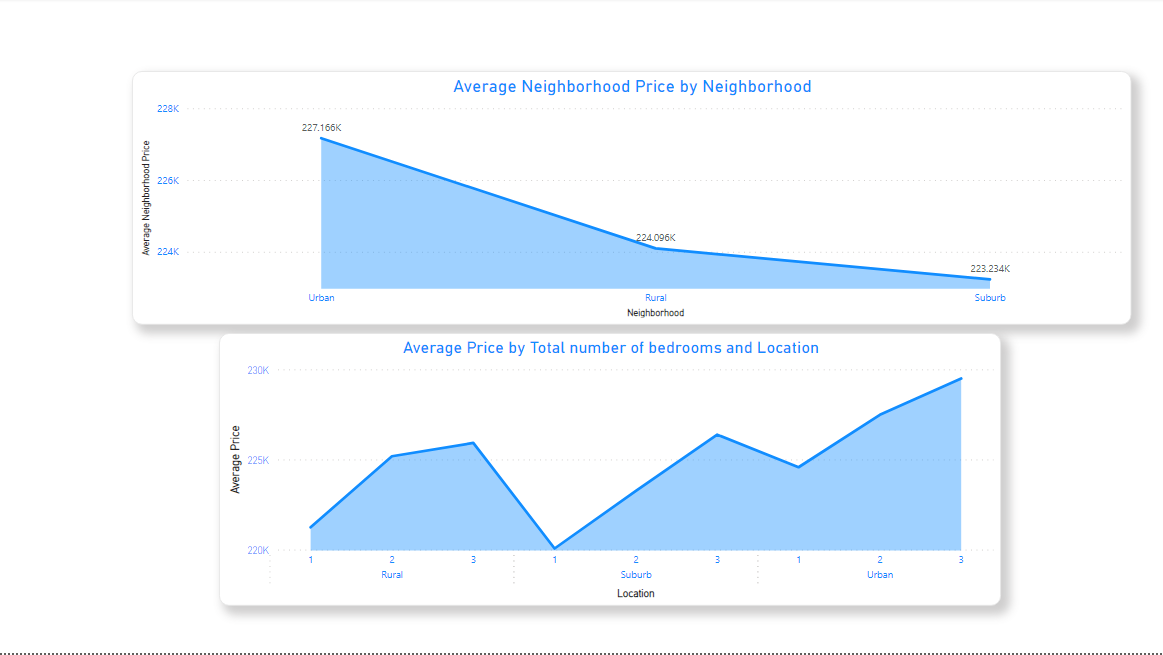 Average Neighborhood Price by Neighborhood
228K
227.166K
226K
224.096K
224K
223.234K
Average Neighborhood Price
Urban Rural Suburb
Neighborhood
Average Price by Total number of bedrooms and Location
230K
225K
220K
Average Price
1 2 3 1 2 3 1 2 3
Rural Suburb Urban
Location